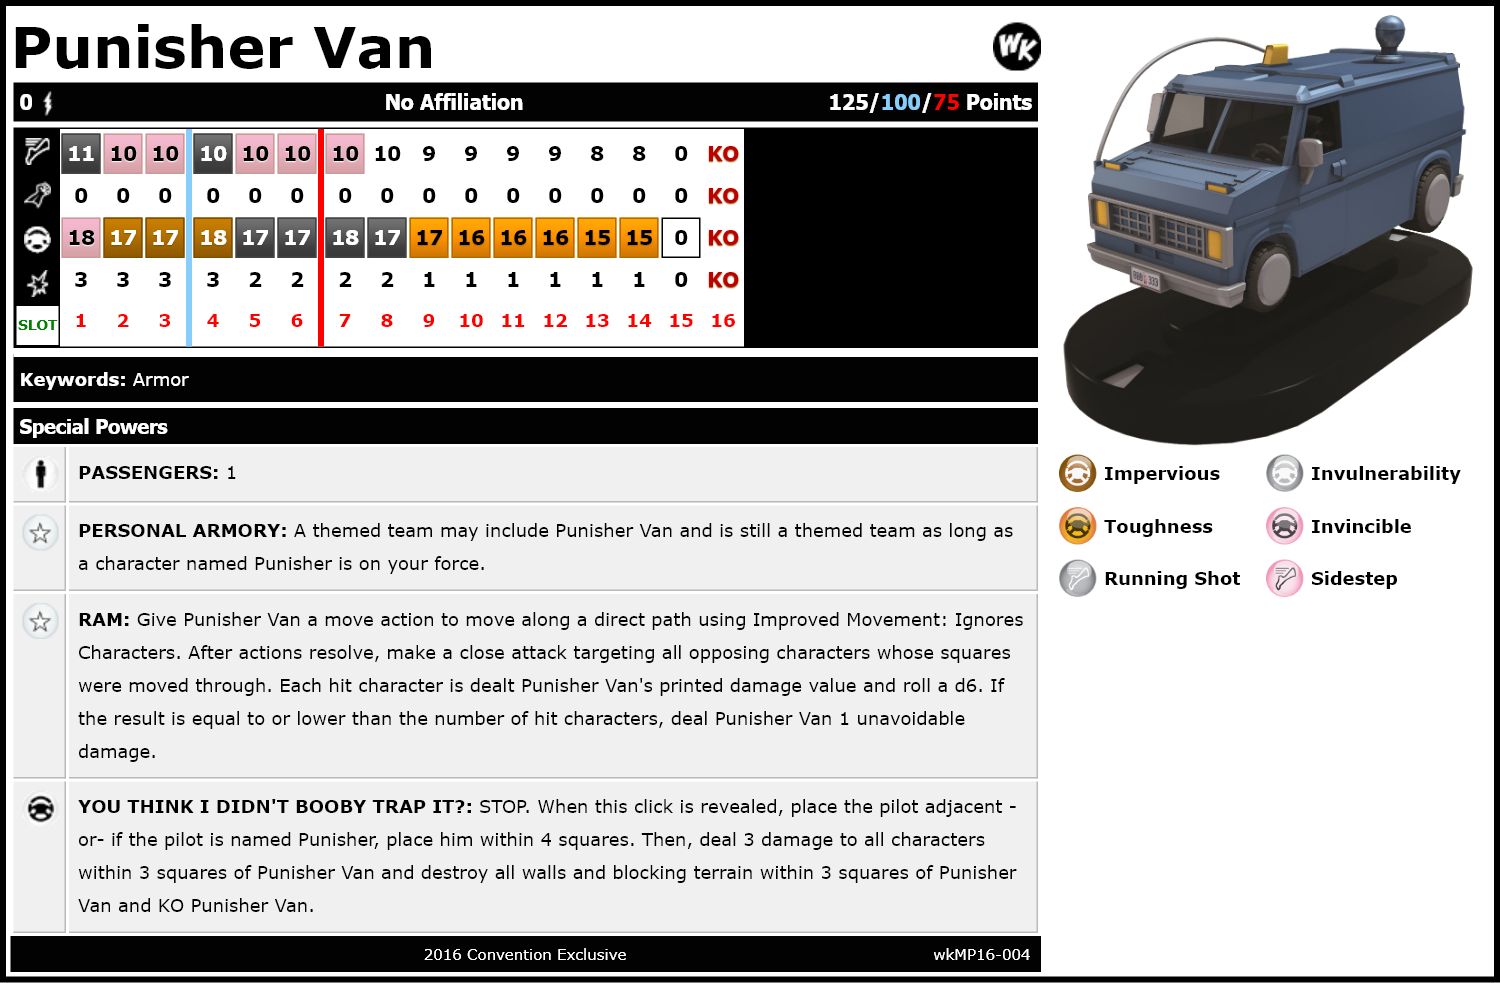 Punisher Van
WK
0 No Affiliation 125/100/75 Points
11 10 10 10 10 10 10 10 9 9 9 9 8 8 0 KO
0 0 0 0 0 0 0 0 0 0 0 0 0 0 0 KO
18 17 17 18 17 17 18 17 17 16 16 16 15 15 0 KO
3 3 3 3 2 2 2 2 1 1 1 1 1 1 0 KO
SLOT 1 2 3 4 5 6 7 8 9 10 11 12 13 14 15 16
Keywords: Armor
Special Powers
PASSENGERS: 1
PERSONAL ARMORY: A themed team may include Punisher Van and is still a themed team as long as
a character named Punisher is on your force.
RAM: Give Punisher Van a move action to move along a direct path using Improved Movement: Ignores
Characters. After actions resolve, make a close attack targeting all opposing characters whose squares
were moved through. Each hit character is dealt Punisher Van's printed damage value and roll a d6. If
the result is equal to or lower than the number of hit characters, deal Punisher Van 1 unavoidable
damage.
YOU THINK I DIDN'T BOOBY TRAP IT?: STOP. When this click is revealed, place the pilot adjacent -
or- if the pilot is named Punisher, place him within 4 squares. Then, deal 3 damage to all characters
within 3 squares of Punisher Van and destroy all walls and blocking terrain within 3 squares of Punisher
Van and KO Punisher Van.
2016 Convention Exclusive wkMP16-004
Impervious Invulnerability
Toughness Invincible
Running Shot Sidestep